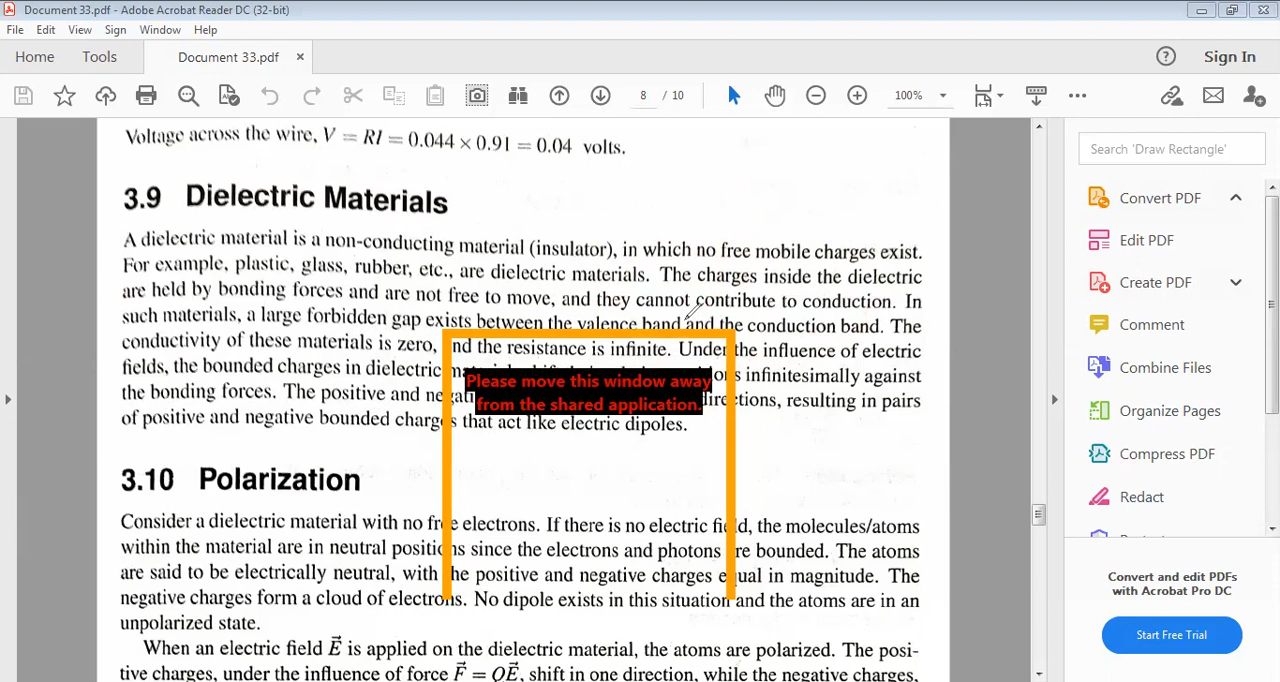 Document 33.pdf - Adobe Acrobat Reader DC (32-bit)
File Edit View Sign Window Help
Home Tools Document 33.pdf × ? Sign In
8 / 10 100%
Voltage across the wire, V = RI = 0.044 × 0.91 = 0.04 volts.
3.9 Dielectric Materials
A dielectric material is a non-conducting material (insulator), in which no free mobile charges exist.
For example, plastic, glass, rubber, etc., are dielectric materials. The charges inside the dielectric
are held by bonding forces and are not free to move, and they cannot contribute to conduction. In
such materials, a large forbidden gap exists between the valence band and the conduction band. The
conductivity of these materials is zero, and the resistance is infinite. Under the influence of electric
fields, the bounded charges in dielectric infinitesimally against
the bonding forces. The positive and directions, resulting in pairs
of positive and negative bounded charges that act like electric dipoles.
Please move this window away
from the shared application.
3.10 Polarization
Consider a dielectric material with no free electrons. If there is no electric field, the molecules/atoms
within the material are in neutral positions since the electrons and photons are bounded. The atoms
are said to be electrically neutral, with the positive and negative charges equal in magnitude. The
negative charges form a cloud of electrons. No dipole exists in this situation and the atoms are in an
unpolarized state.
When an electric field E⃗ is applied on the dielectric material, the atoms are polarized. The posi-
tive charges, under the influence of force F⃗ = QE⃗, shift in one direction, while the negative charges,
Search 'Draw Rectangle'
Convert PDF
Edit PDF
Create PDF
Comment
Combine Files
Organize Pages
Compress PDF
Redact
Convert and edit PDFs
with Acrobat Pro DC
Start Free Trial